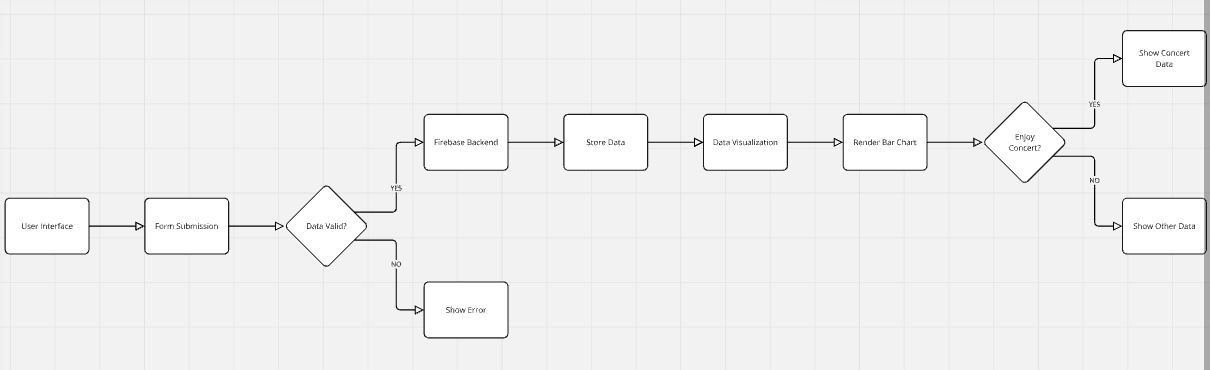 Show Concert
Data
YES
Firebase Backend
Store Data
Data Visualization
Render Bar Chart
Enjoy
Concert?
YES
NO
User Interface
Form Submission
Data Valid?
Show Other Data
NO
Show Error